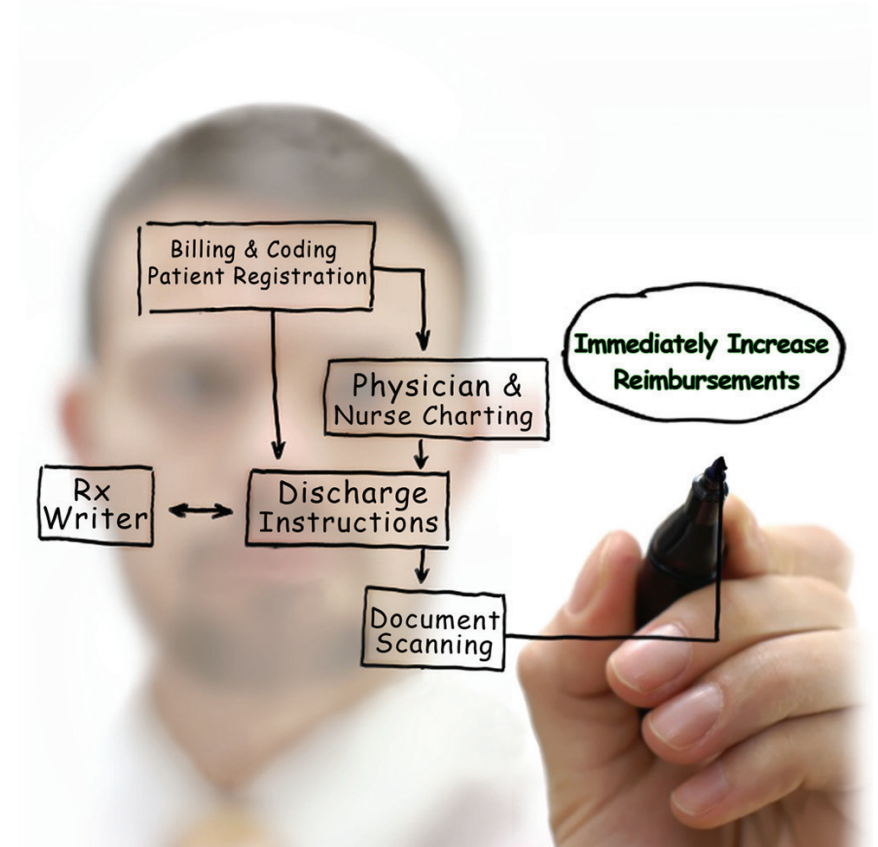 Billing & Coding
Patient Registration
Physician &
Nurse Charting
Immediately Increase
Reimbursements
Rx
Writer
Discharge
Instructions
Document
Scanning